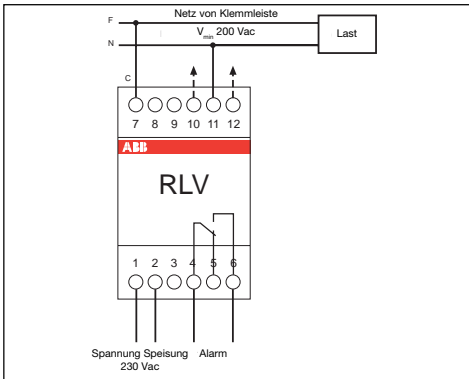 F
Netz von Klemmleiste
N
Vmin 200 Vac
Last
C
7 8 9 10 11 12
ABB
RLV
1 2 3 4 5 6
Spannung Speisung Alarm
230 Vac